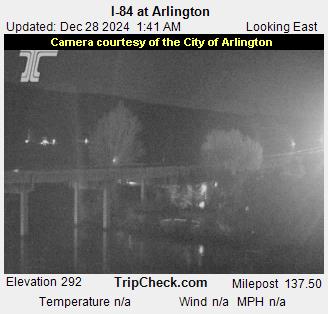 I-84 at Arlington
Updated: Dec 28 2024 1:41 AM Looking East
Camera courtesy of the City of Arlington
Elevation 292 TripCheck.com Milepost 137.50
Temperature n/a Wind n/a MPH n/a